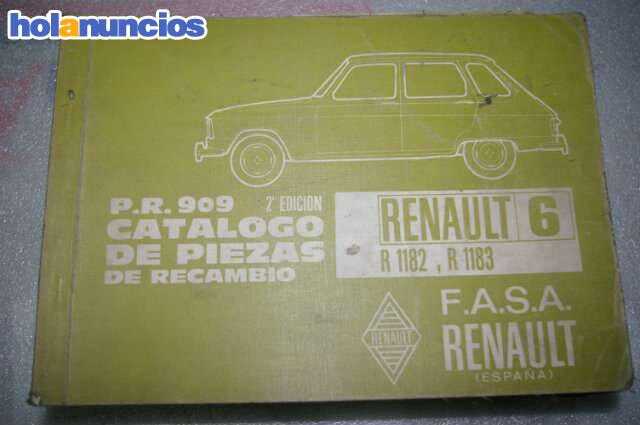 holanuncios
P.R. 909 2ª EDICION
CATALOGO
DE PIEZAS
DE RECAMBIO
RENAULT 6
R 1182 , R 1183
RENAULT
F.A.S.A.
RENAULT
(ESPAÑA)